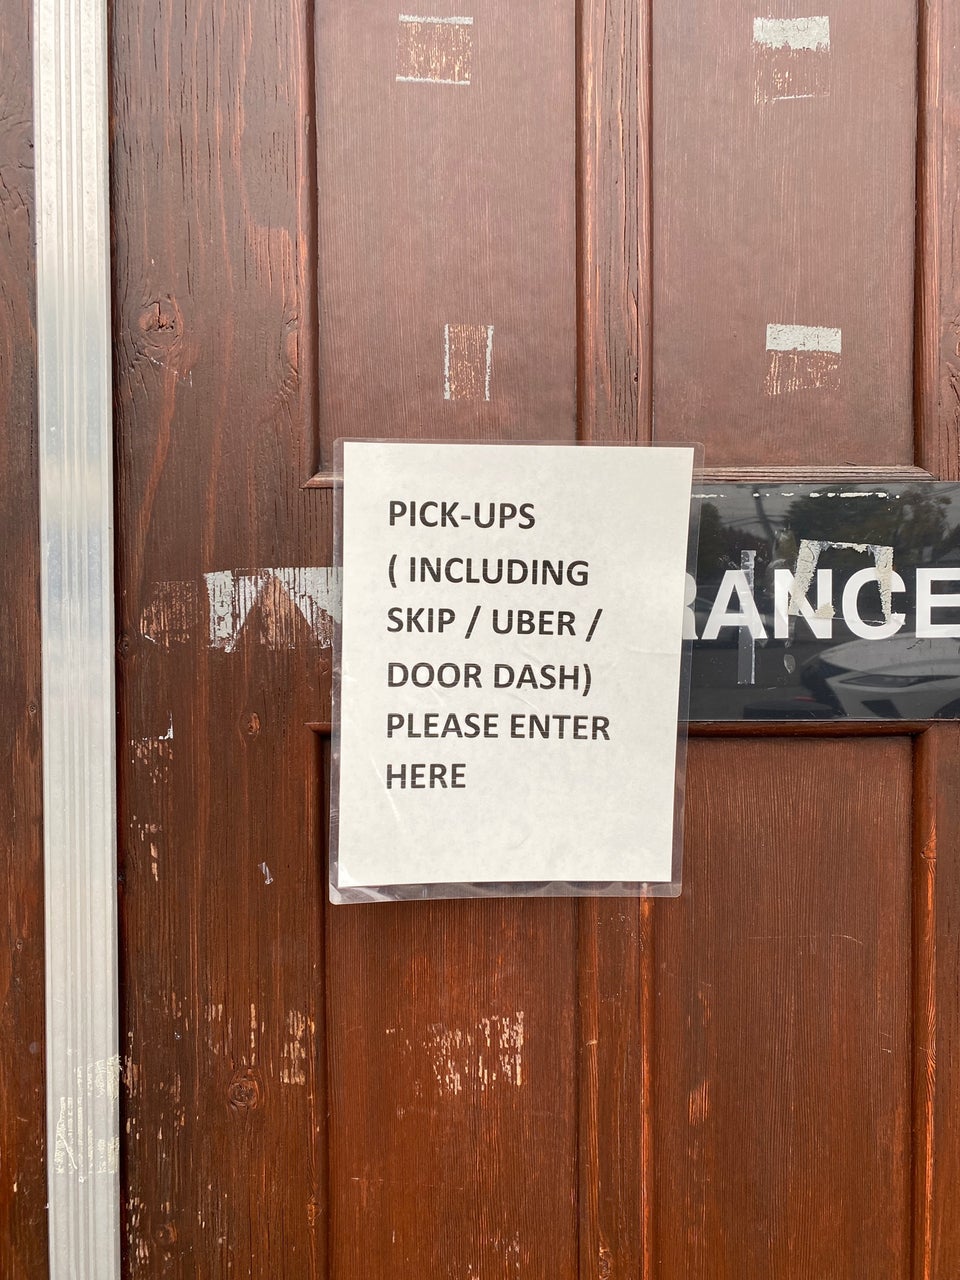 PICK-UPS
( INCLUDING
SKIP / UBER /
DOOR DASH)
PLEASE ENTER
HERE
RANCE